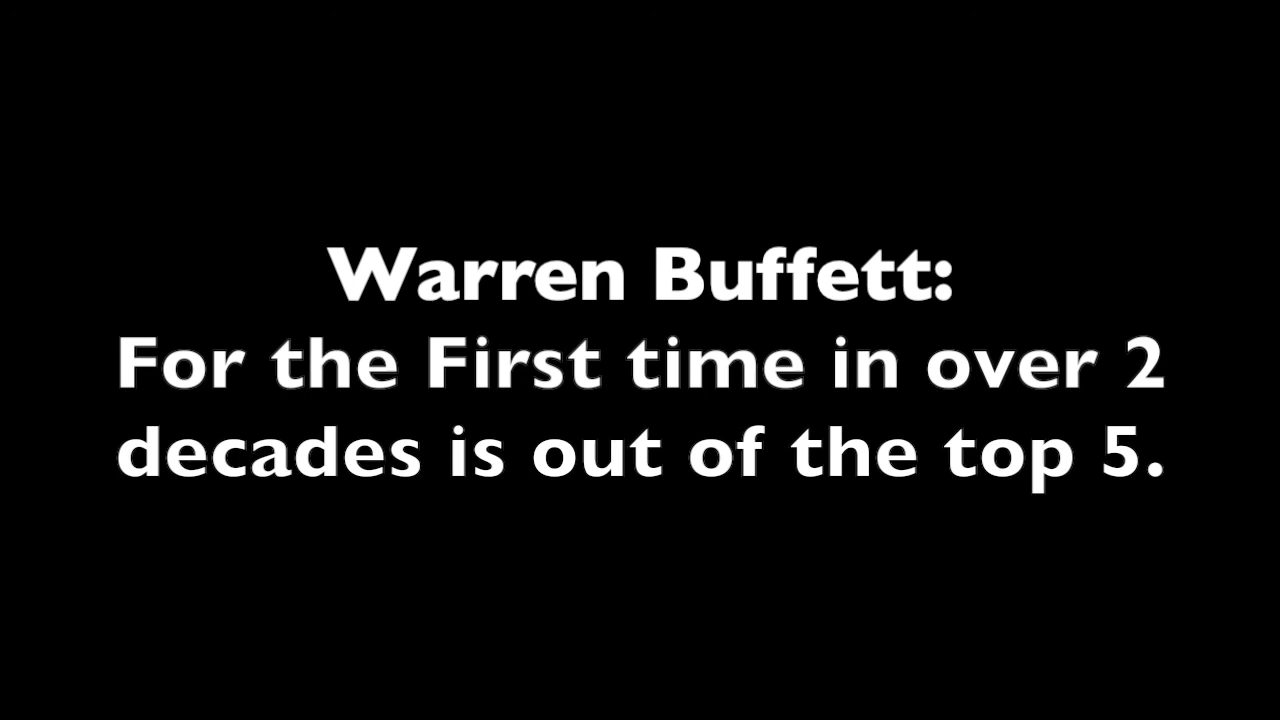 Warren Buffett:
For the First time in over 2
decades is out of the top 5.